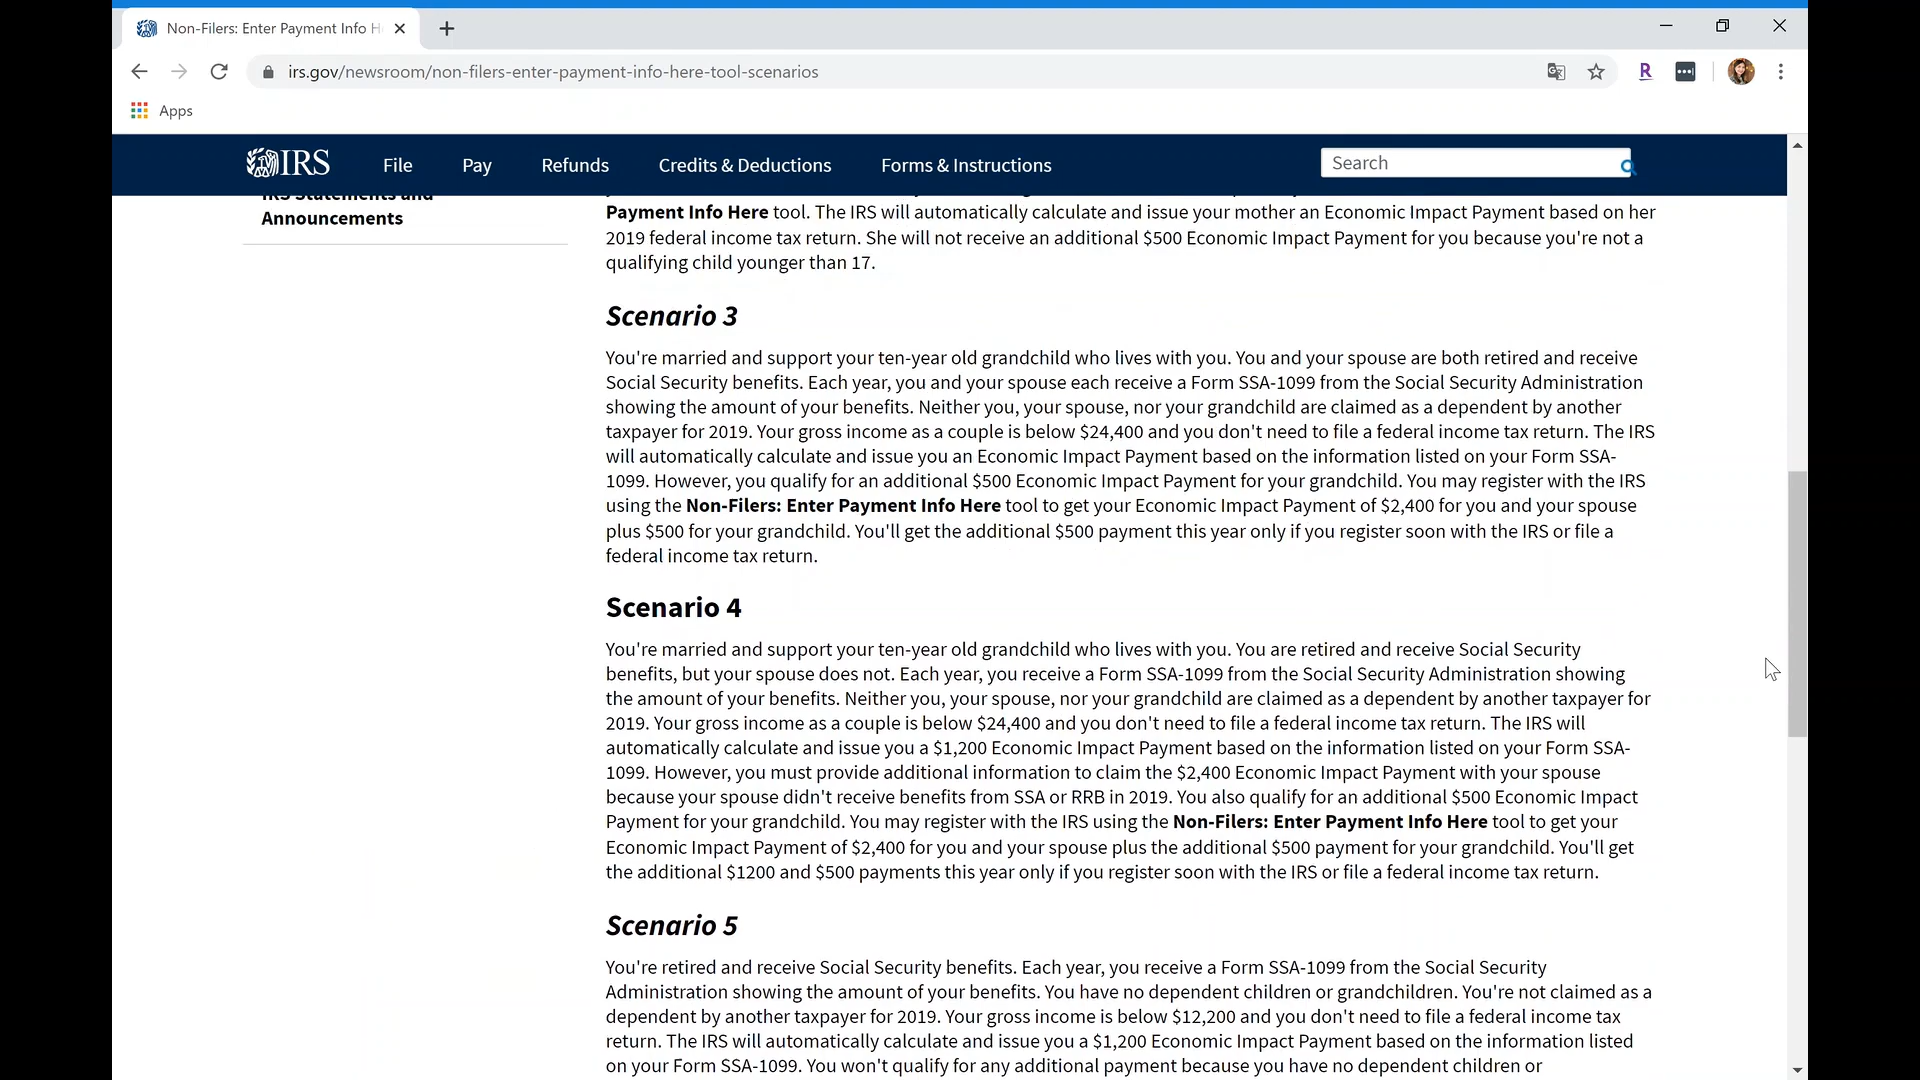 Non-Filers: Enter Payment Info H
irs.gov/newsroom/non-filers-enter-payment-info-here-tool-scenarios
R
Apps
IRS File Pay Refunds Credits & Deductions Forms & Instructions Search
IRS Statements and
Announcements
Payment Info Here tool. The IRS will automatically calculate and issue your mother an Economic Impact Payment based on her
2019 federal income tax return. She will not receive an additional $500 Economic Impact Payment for you because you're not a
qualifying child younger than 17.
Scenario 3
You're married and support your ten-year old grandchild who lives with you. You and your spouse are both retired and receive
Social Security benefits. Each year, you and your spouse each receive a Form SSA-1099 from the Social Security Administration
showing the amount of your benefits. Neither you, your spouse, nor your grandchild are claimed as a dependent by another
taxpayer for 2019. Your gross income as a couple is below $24,400 and you don't need to file a federal income tax return. The IRS
will automatically calculate and issue you an Economic Impact Payment based on the information listed on your Form SSA-
1099. However, you qualify for an additional $500 Economic Impact Payment for your grandchild. You may register with the IRS
using the Non-Filers: Enter Payment Info Here tool to get your Economic Impact Payment of $2,400 for you and your spouse
plus $500 for your grandchild. You'll get the additional $500 payment this year only if you register soon with the IRS or file a
federal income tax return.
Scenario 4
You're married and support your ten-year old grandchild who lives with you. You are retired and receive Social Security
benefits, but your spouse does not. Each year, you receive a Form SSA-1099 from the Social Security Administration showing
the amount of your benefits. Neither you, your spouse, nor your grandchild are claimed as a dependent by another taxpayer for
2019. Your gross income as a couple is below $24,400 and you don't need to file a federal income tax return. The IRS will
automatically calculate and issue you a $1,200 Economic Impact Payment based on the information listed on your Form SSA-
1099. However, you must provide additional information to claim the $2,400 Economic Impact Payment with your spouse
because your spouse didn't receive benefits from SSA or RRB in 2019. You also qualify for an additional $500 Economic Impact
Payment for your grandchild. You may register with the IRS using the Non-Filers: Enter Payment Info Here tool to get your
Economic Impact Payment of $2,400 for you and your spouse plus the additional $500 payment for your grandchild. You'll get
the additional $1200 and $500 payments this year only if you register soon with the IRS or file a federal income tax return.
Scenario 5
You're retired and receive Social Security benefits. Each year, you receive a Form SSA-1099 from the Social Security
Administration showing the amount of your benefits. You have no dependent children or grandchildren. You're not claimed as a
dependent by another taxpayer for 2019. Your gross income is below $12,200 and you don't need to file a federal income tax
return. The IRS will automatically calculate and issue you a $1,200 Economic Impact Payment based on the information listed
on your Form SSA-1099. You won't qualify for any additional payment because you have no dependent children or